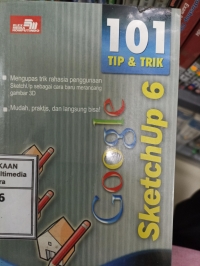 101
TIP & TRIK
• Mengupas trik rahasia penggunaan
SketchUp sebagai cara baru merancang
gambar 3D
• Mudah, praktis, dan langsung bisa!
Google
SketchUp 6
KAAN
ltimedia
ra
6